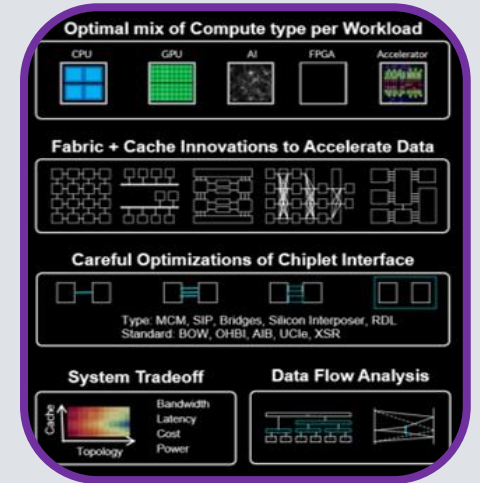 Optimal mix of Compute type per Workload
CPU GPU AI FPGA Accelerator
Fabric + Cache Innovations to Accelerate Data
Careful Optimizations of Chiplet Interface
Type: MCM, SIP, Bridges, Silicon Interposer, RDL
Standard: BOW, OHBI, AIB, UCIe, XSR
System Tradeoff
Cache
Topology
Bandwidth
Latency
Cost
Power
Data Flow Analysis